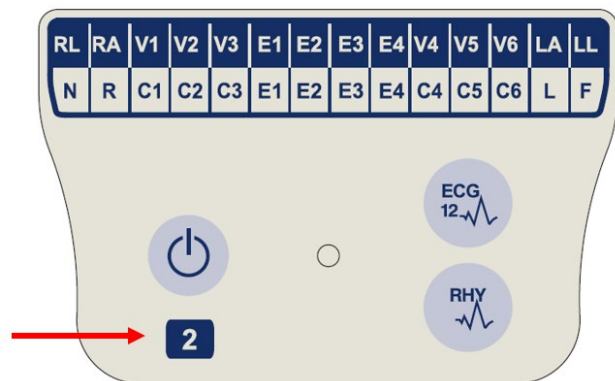 RL RA V1 V2 V3 E1 E2 E3 E4 V4 V5 V6 LA LL
N R C1 C2 C3 E1 E2 E3 E4 C4 C5 C6 L F
ECG
12
RHY
2